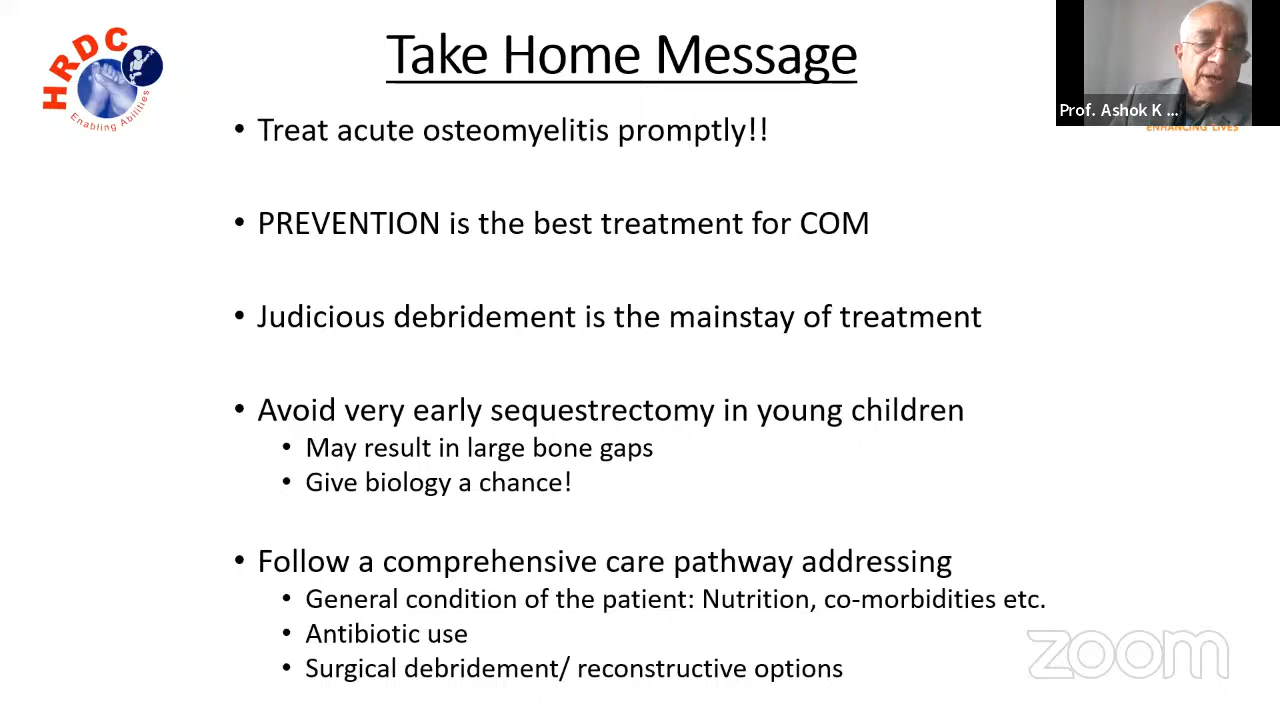 HRDC
Enabling Abilities
Take Home Message
Prof. Ashok K ...
ENHANCING LIVES
• Treat acute osteomyelitis promptly!!
• PREVENTION is the best treatment for COM
• Judicious debridement is the mainstay of treatment
• Avoid very early sequestrectomy in young children
• May result in large bone gaps
• Give biology a chance!
• Follow a comprehensive care pathway addressing
• General condition of the patient: Nutrition, co-morbidities etc.
• Antibiotic use
• Surgical debridement/ reconstructive options
zoom